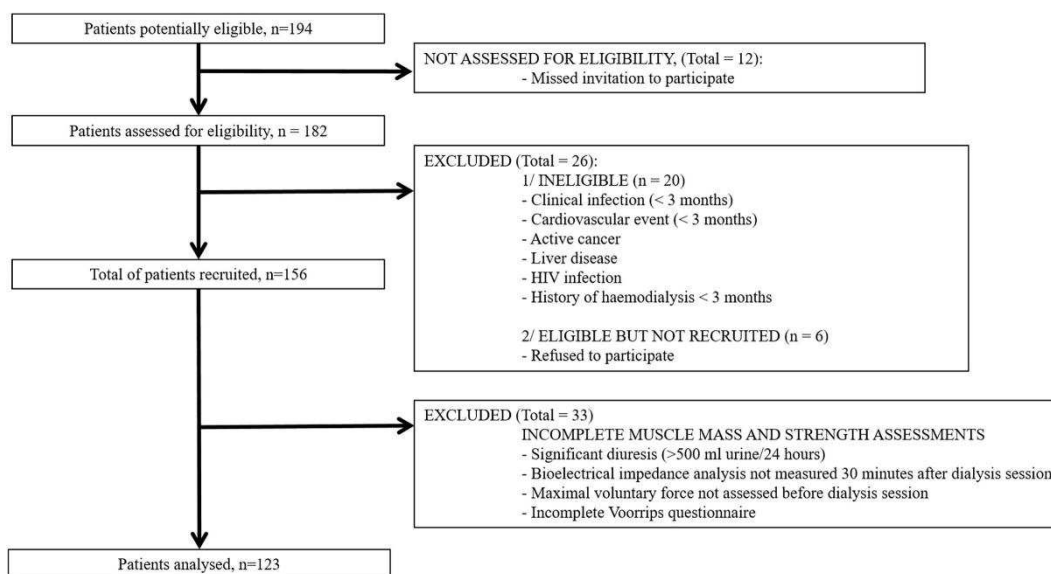 Patients potentially eligible, n=194
NOT ASSESSED FOR ELIGIBILITY, (Total = 12):
- Missed invitation to participate
Patients assessed for eligibility, n = 182
EXCLUDED (Total = 26):
1/ INELIGIBLE (n = 20)
- Clinical infection (< 3 months)
- Cardiovascular event (< 3 months)
- Active cancer
- Liver disease
- HIV infection
- History of haemodialysis < 3 months
2/ ELIGIBLE BUT NOT RECRUITED (n = 6)
- Refused to participate
Total of patients recruited, n=156
EXCLUDED (Total = 33)
INCOMPLETE MUSCLE MASS AND STRENGTH ASSESSMENTS
- Significant diuresis (>500 ml urine/24 hours)
- Bioelectrical impedance analysis not measured 30 minutes after dialysis session
- Maximal voluntary force not assessed before dialysis session
- Incomplete Voorrips questionnaire
Patients analysed, n=123